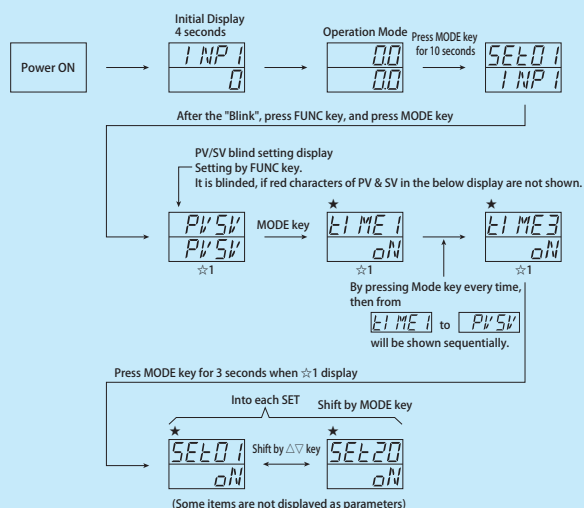 Initial Display
4 seconds
Power ON
INP1
0
Operation Mode
0.0
0.0
Press MODE key
for 10 seconds
SEt01
INP1
After the "Blink", press FUNC key, and press MODE key
PV/SV blind setting display
Setting by FUNC key.
It is blinded, if red characters of PV & SV in the below display are not shown.
PVSV
PVSV
☆1
MODE key
★
tIME1
oN
☆1
★
tIME3
oN
☆1
By pressing Mode key every time,
then from
tIME1 to PVSV
will be shown sequentially.
Press MODE key for 3 seconds when ☆1 display
Into each SET
Shift by MODE key
★
SEt01
oN
Shift by △▽ key
★
SEt20
oN
(Some items are not displayed as parameters)